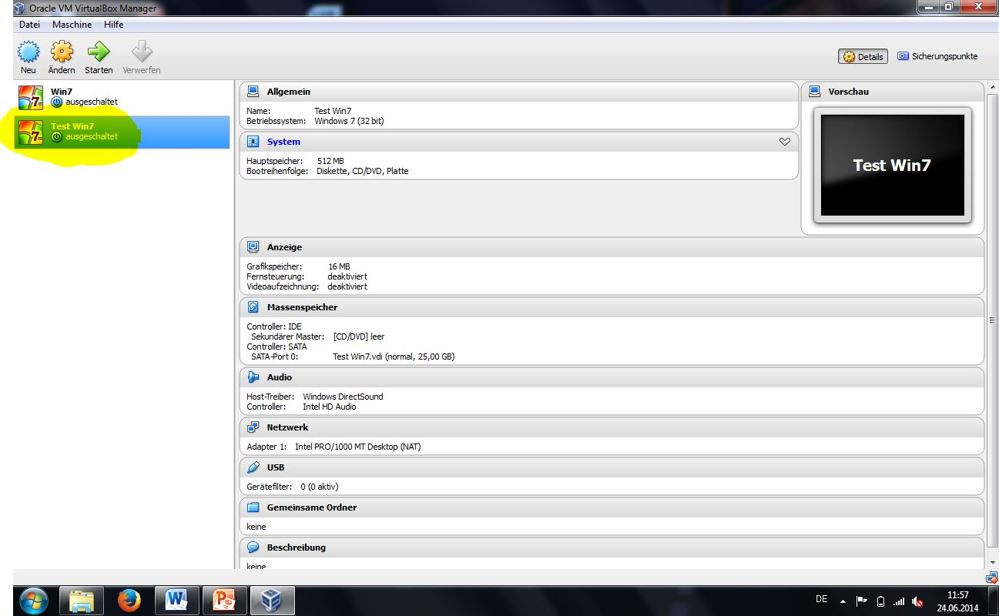 Oracle VM VirtualBox Manager
Datei Maschine Hilfe
Neu Ändern Starten Verwerfen
Details Sicherungspunkte
Win7
ausgeschaltet
Test Win7
ausgeschaltet
Allgemein
Name: Test Win7
Betriebssystem: Windows 7 (32 bit)
System
Hauptspeicher: 512 MB
Bootreihenfolge: Diskette, CD/DVD, Platte
Vorschau
Test Win7
Anzeige
Grafikspeicher: 16 MB
Fernsteuerung: deaktiviert
Videoaufzeichnung: deaktiviert
Massenspeicher
Controller: IDE
Sekundärer Master: [CD/DVD] leer
Controller: SATA
SATA-Port 0: Test Win7.vdi (normal, 25,00 GB)
Audio
Host-Treiber: Windows DirectSound
Controller: Intel HD Audio
Netzwerk
Adapter 1: Intel PRO/1000 MT Desktop (NAT)
USB
Gerätefilter: 0 (0 aktiv)
Gemeinsame Ordner
keine
Beschreibung
keine
DE
11:57
24.06.2014